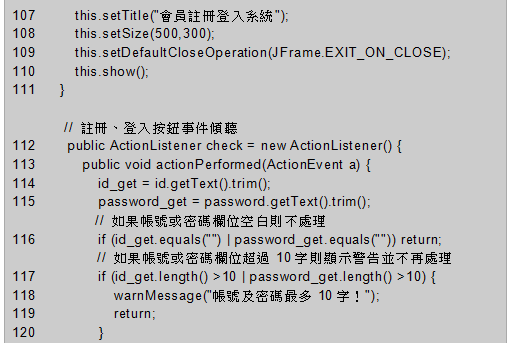 107 this.setTitle("會員註冊登入系統");
108 this.setSize(500,300);
109 this.setDefaultCloseOperation(JFrame.EXIT_ON_CLOSE);
110 this.show();
111 }
// 註冊、登入按鈕事件傾聽
112 public ActionListener check = new ActionListener() {
113 public void actionPerformed(ActionEvent a) {
114 id_get = id.getText().trim();
115 password_get = password.getText().trim();
// 如果帳號或密碼欄位空白則不處理
116 if (id_get.equals("") | password_get.equals("")) return;
// 如果帳號或密碼欄位超過 10 字則顯示警告並不再處理
117 if (id_get.length() >10 | password_get.length() >10) {
118 warnMessage("帳號及密碼最多 10 字！");
119 return;
120 }